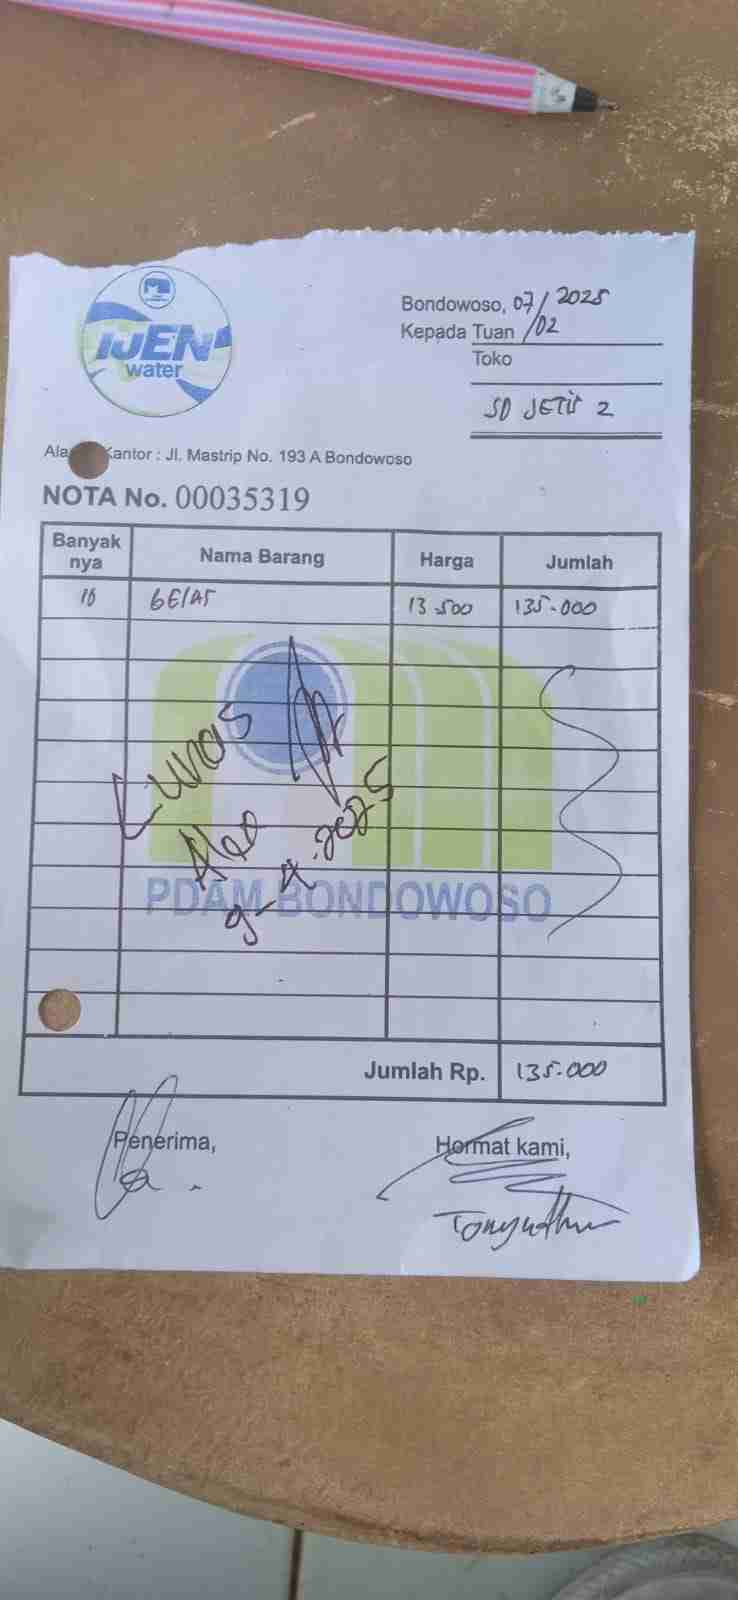 IJEN
water
Bondowoso, 07/02 2025
Kepada Tuan
Toko
SD JETIS 2
Ala Kantor : Jl. Mastrip No. 193 A Bondowoso
NOTA No. 00035319
Banyak nya Nama Barang Harga Jumlah
10 GELAS 13.500 135.000
Lunas
9-4-2025
PDAM BONDOWOSO
Jumlah Rp. 135.000
Penerima, Hormat kami,